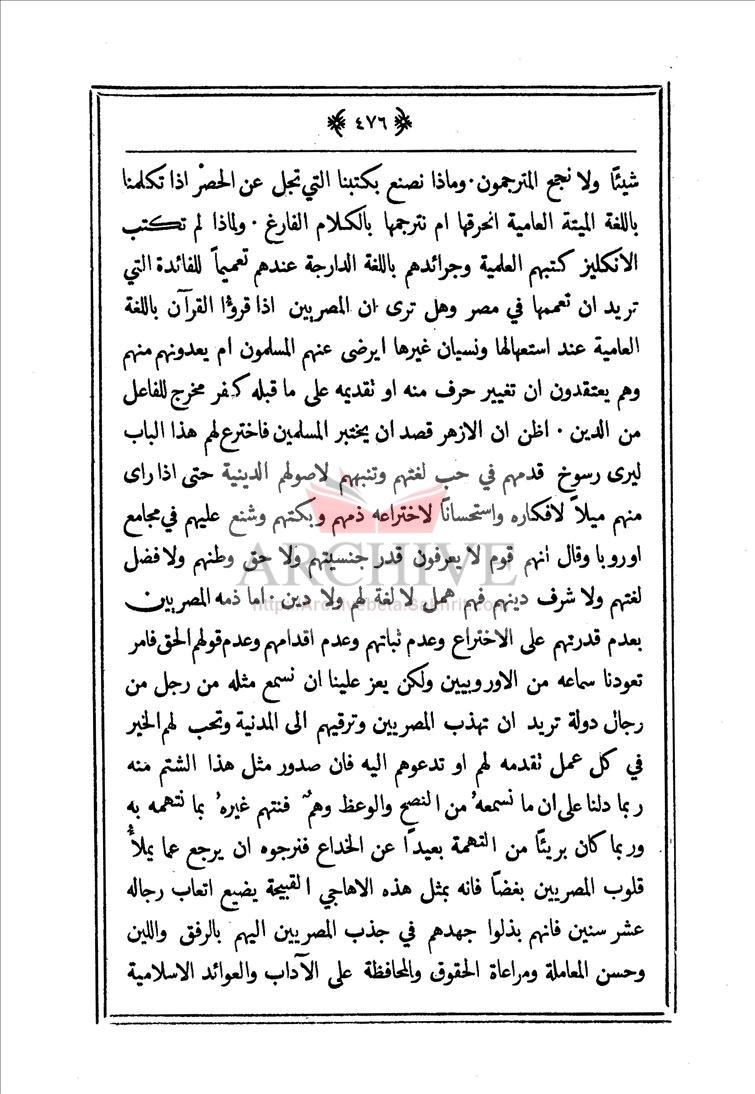 ﴿ ٤٧٦ ﴾
شيئًا ولا نجح المترجمون. وماذا نصنع بكتبنا التي تجل عن الحصر اذا تكلمنا
باللغة الميتة العامية انحرقها ام نترجمها بالكلام الفارغ. ولماذا لم تكتب
الانكليز كتبهم العلمية وجرائدهم باللغة الدارجة عندهم تعميماً للفائدة التي
تريد ان تعممها في مصر وهل ترى ان المصريين اذا قرؤا القرآن باللغة
العامية عند استعمالها ونسيان غيرها ايرضى عنهم المسلمون ام يعدونهم منهم
وهم يعتقدون ان تغيير حرف منه او تقديمه على ما قبله كفر مخرج للفاعل
من الدين. اظن ان الازهر قصد ان يختبر المسلمين فاخترع لهم هذا الباب
ليرى رسوخ قدمهم في حب لغتهم وتنبههم لاصولهم الدينية حتى اذا راى
منهم ميلاً لافكاره واستحساناً لاختراعه ذمهم وبكتهم وشنع عليهم في مجامع
اوروبا وقال انهم قوم لا يعرفون قدر جنسيتهم ولا حق وطنهم ولا فضل
لغتهم ولا شرف دينهم فهم همل لا لغة لهم ولا دين. اما ذمه المصريين
بعدم قدرتهم على الاختراع وعدم ثباتهم وعدم اقدامهم وعدم قولهم الحق فامر
تعودنا سماعه من الاوروبيين ولكن يعز علينا ان نسمع مثله من رجل من
رجال دولة تريد ان تهذب المصريين وترقيهم الى المدنية وتحب لهم الخير
في كل عمل تقدمه لهم او تدعوهم اليه فان صدور مثل هذا الشتم منه
ربما دلنا على ان ما نسمعهُ من النصح والوعظ وهمٌ فنتهم غيرهُ بما نتهمه به
وربما كان بريئًا من التهمة بعيداً عن الخداع فنرجوه ان يرجع عما يملأُ
قلوب المصريين بغضاً فانه بمثل هذه الاهاجي القبيحة يضيع اتعاب رجاله
عشر سنين فانهم بذلوا جهدهم في جذب المصريين اليهم بالرفق واللين
وحسن المعاملة ومراعاة الحقوق والمحافظة على الآداب والعوائد الاسلامية
ARCHIVE